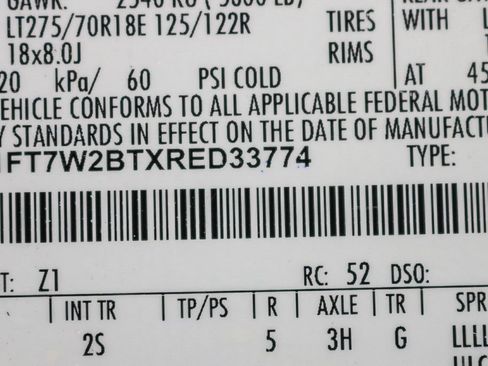 GAWR: 2540 KG (5600 LB)
LT275/70R18E 125/122R TIRES WITH
18x8.0J RIMS
20 kPa/ 60 PSI COLD AT 45
EHICLE CONFORMS TO ALL APPLICABLE FEDERAL MOT
Y STANDARDS IN EFFECT ON THE DATE OF MANUFACTU
FT7W2BTXRED33774 TYPE:
T: Z1 RC: 52 DSO:
INT TR TP/PS R AXLE TR SPR
2S 5 3H G LLLL